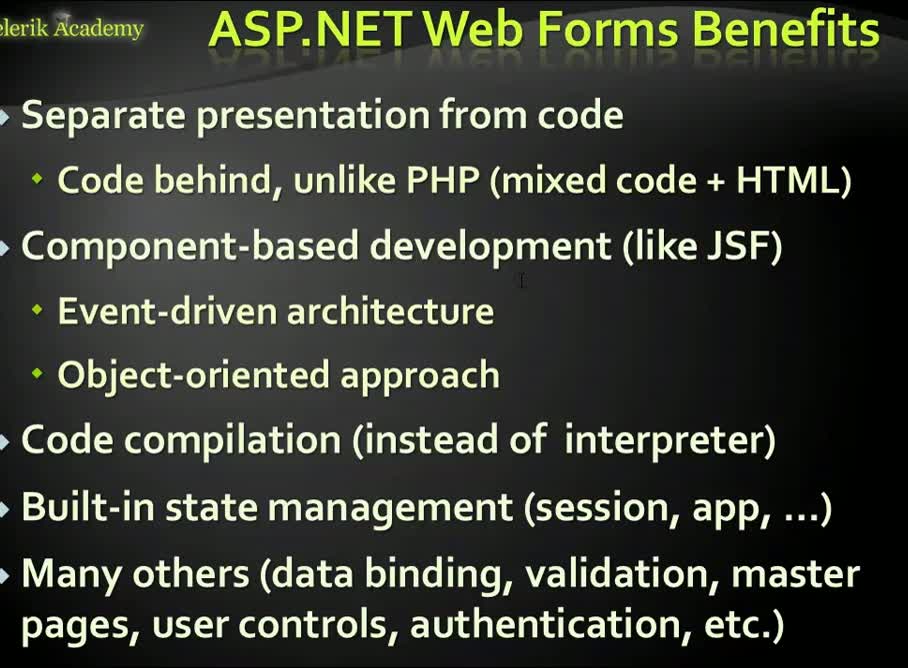 elerik Academy
ASP.NET Web Forms Benefits
Separate presentation from code
Code behind, unlike PHP (mixed code + HTML)
Component-based development (like JSF)
Event-driven architecture
Object-oriented approach
Code compilation (instead of interpreter)
Built-in state management (session, app, …)
Many others (data binding, validation, master
pages, user controls, authentication, etc.)